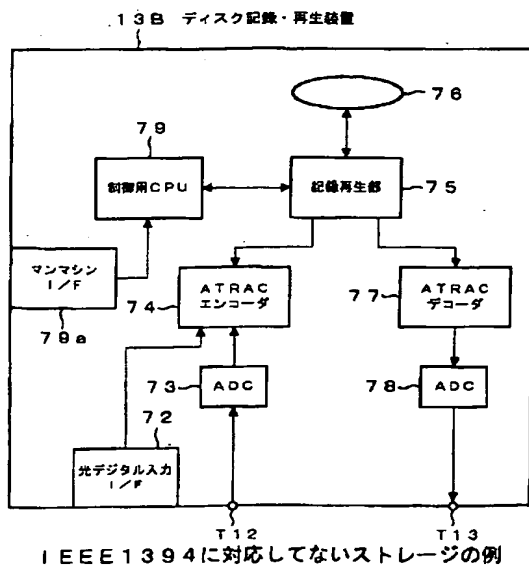 13B ディスク記録・再生装置
76
79
制御用CPU
記録再生部
75
マンマシン
I/F
79a
74
ATRAC
エンコーダ
77
ATRAC
デコーダ
73
ADC
78
ADC
72
光デジタル入力
I/F
T12
T13
IEEE1394に対応してないストレージの例